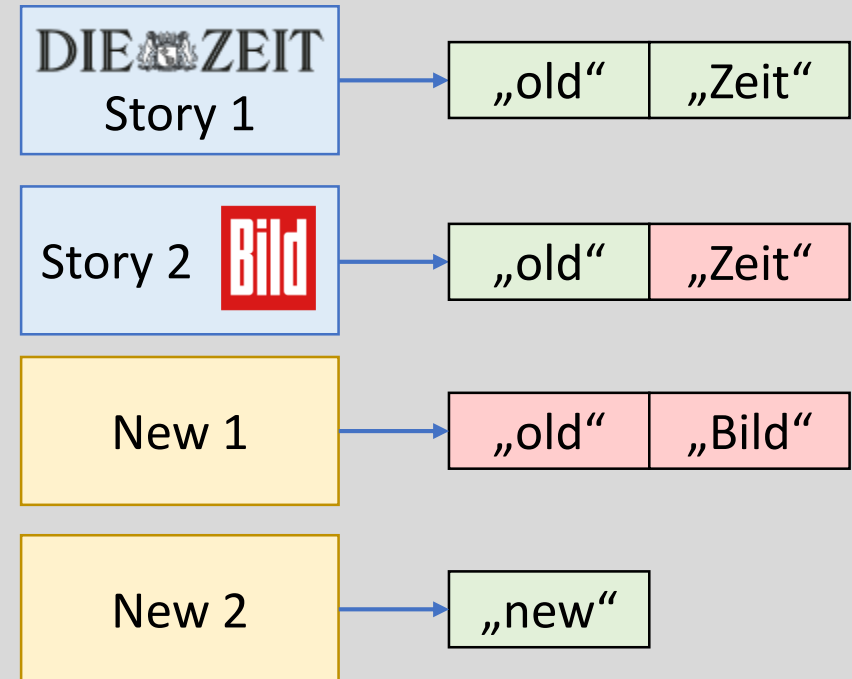 DIE ZEIT
Story 1
„old“ „Zeit“
Story 2 Bild
„old“ „Zeit“
New 1
„old“ „Bild“
New 2
„new“